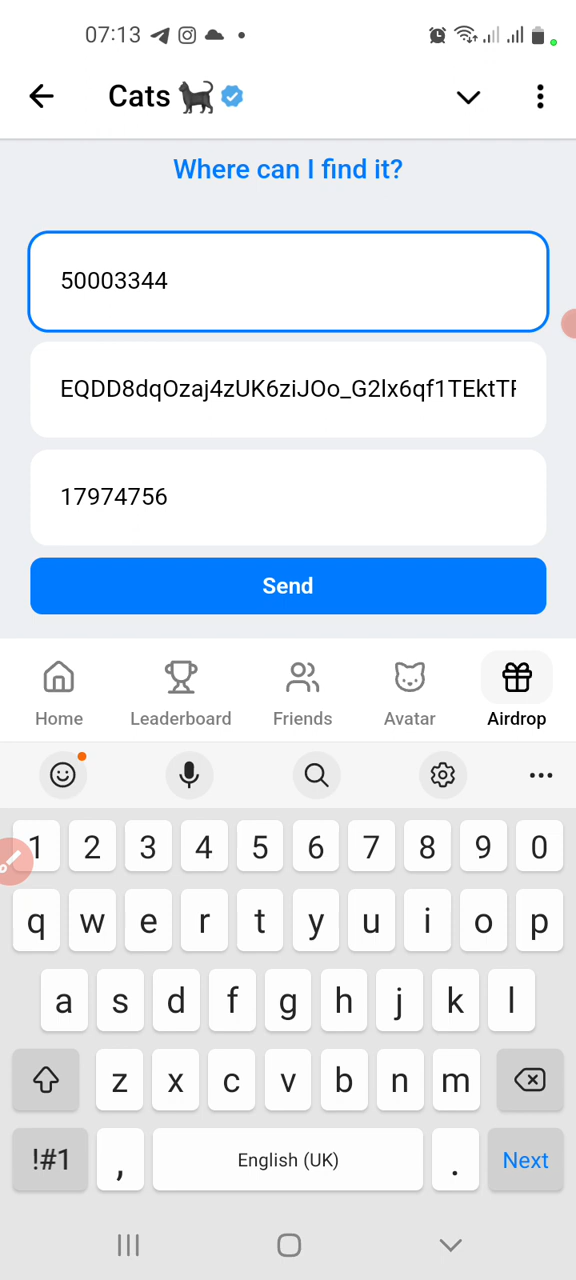 07:13
Cats
Where can I find it?
50003344
EQDD8dqOzaj4zUK6ziJOo_G2lx6qf1TEktTF
17974756
Send
Home Leaderboard Friends Avatar Airdrop
1 2 3 4 5 6 7 8 9 0
q w e r t y u i o p
a s d f g h j k l
z x c v b n m
!#1 , English (UK) . Next